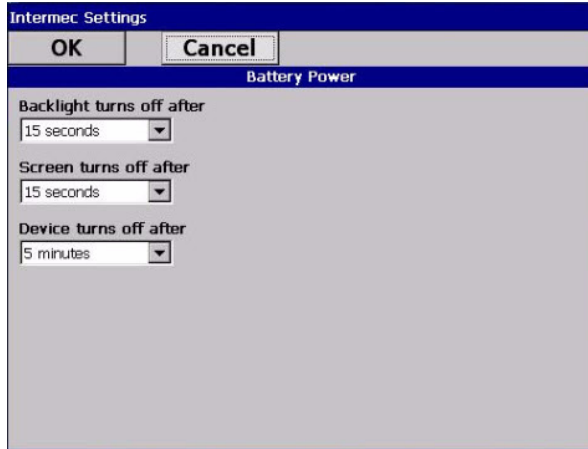 Intermec Settings
OK Cancel
Battery Power
Backlight turns off after
15 seconds
Screen turns off after
15 seconds
Device turns off after
5 minutes